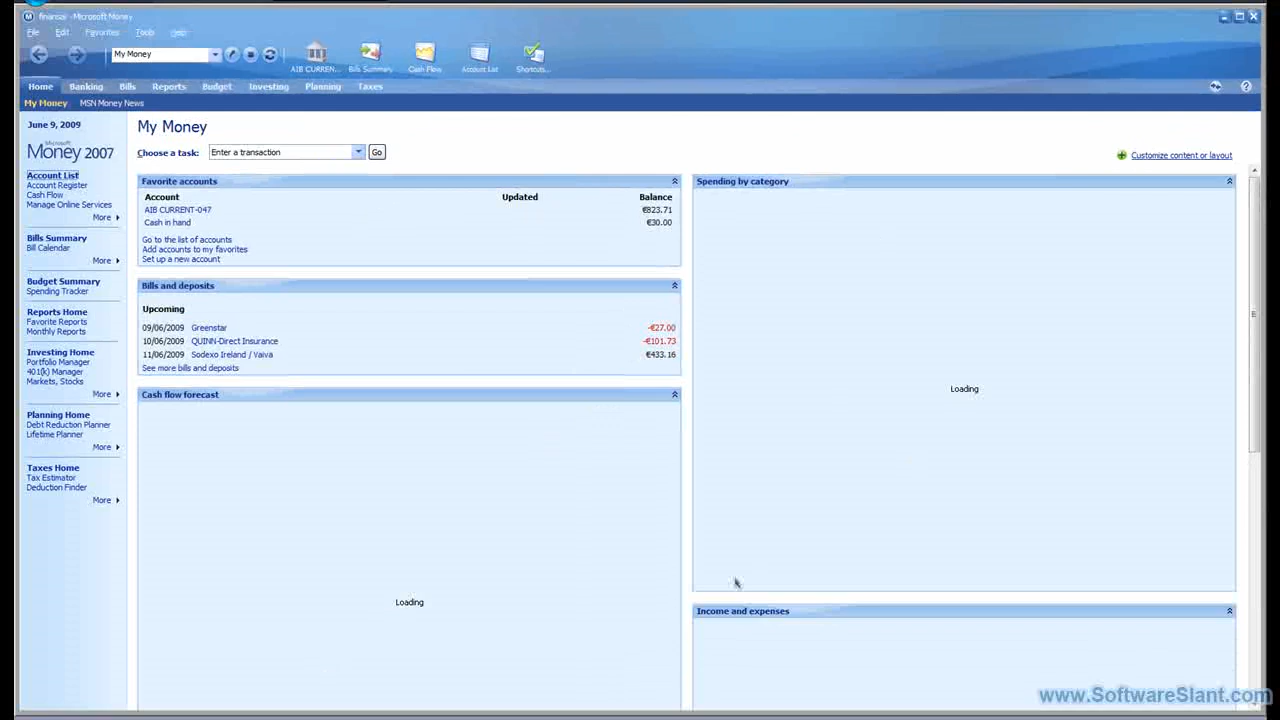 finansal - Microsoft Money
File Edit Favorites Tools Help
My Money
AIB CURREN... Bills Summary Cash Flow Account List Shortcuts...
Home Banking Bills Reports Budget Investing Planning Taxes
My Money MSN Money News
June 9, 2009
Microsoft
Money 2007
Account List
Account Register
Cash Flow
Manage Online Services
More
Bills Summary
Bill Calendar
More
Budget Summary
Spending Tracker
Reports Home
Favorite Reports
Monthly Reports
Investing Home
Portfolio Manager
401(k) Manager
Markets, Stocks
More
Planning Home
Debt Reduction Planner
Lifetime Planner
More
Taxes Home
Tax Estimator
Deduction Finder
More
My Money
Choose a task: Enter a transaction Go
Customize content or layout
Favorite accounts
Account Updated Balance
AIB CURRENT-047 €823.71
Cash in hand €30.00
Go to the list of accounts
Add accounts to my favorites
Set up a new account
Bills and deposits
Upcoming
09/06/2009 Greenstar -€27.00
10/06/2009 QUINN-Direct Insurance -€101.73
11/06/2009 Sodexo Ireland / Vaiva €433.16
See more bills and deposits
Cash flow forecast
Loading
Spending by category
Loading
Income and expenses
www.SoftwareSlant.com